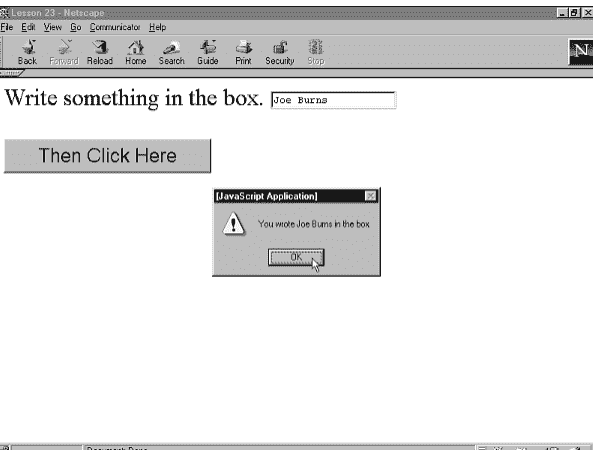 Lesson 23 - Netscape
File Edit View Go Communicator Help
Back Forward Reload Home Search Guide Print Security Stop
N
Write something in the box. Joe Burns
Then Click Here
[JavaScript Application]
You wrote Joe Burns in the box
OK
Document: Done